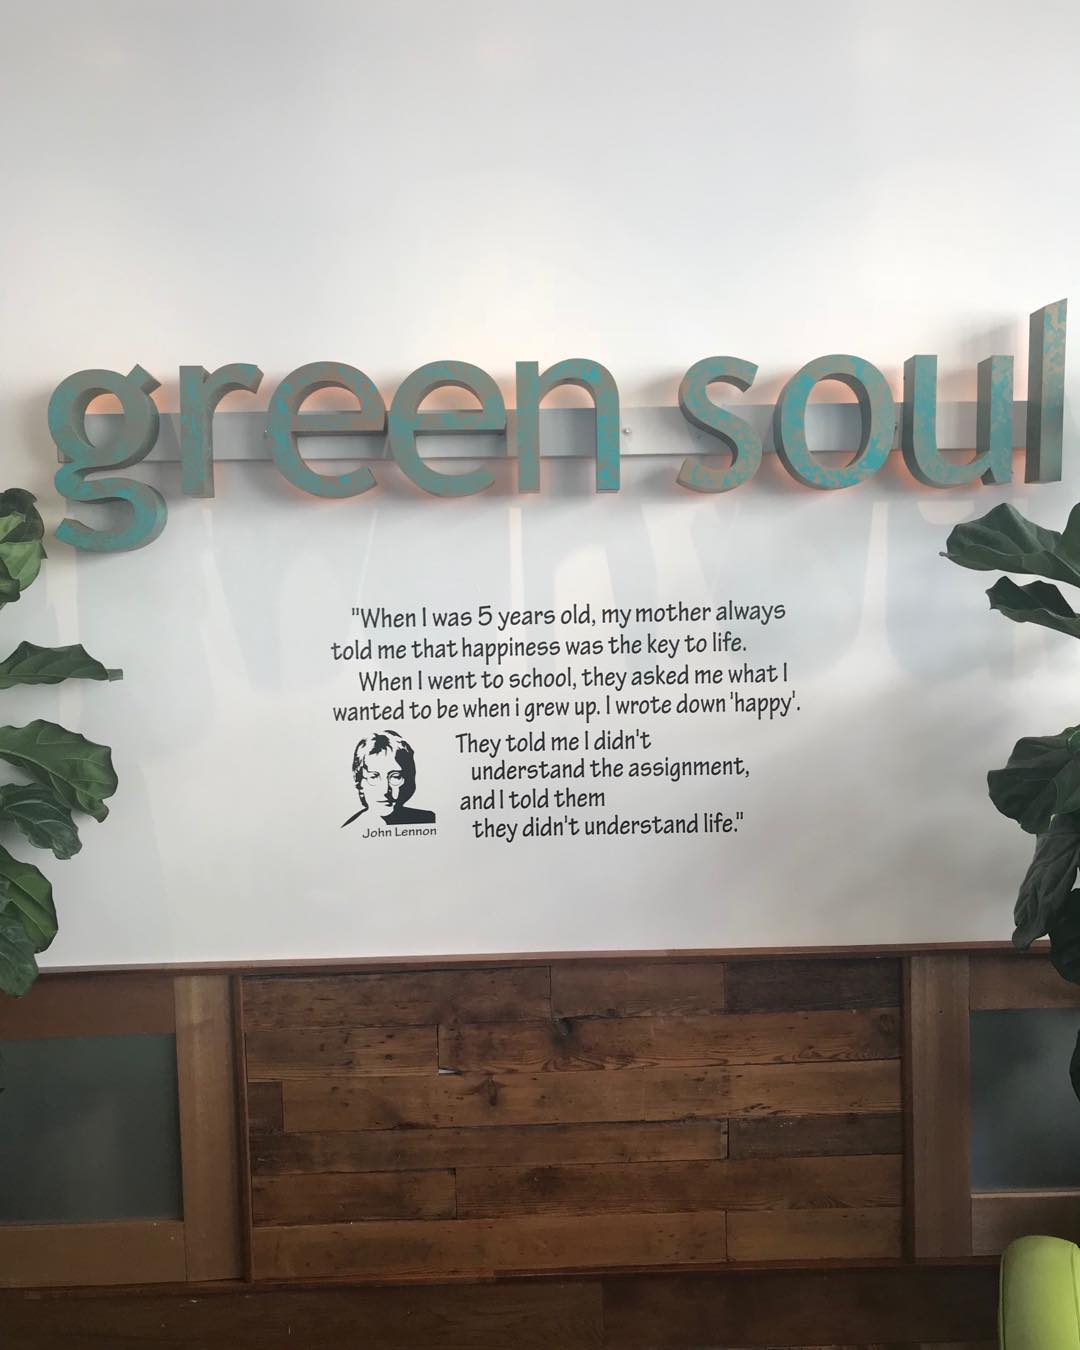 green soul
"When I was 5 years old, my mother always
told me that happiness was the key to life.
When I went to school, they asked me what I
wanted to be when i grew up. I wrote down 'happy'.
They told me I didn't
understand the assignment,
and I told them
they didn't understand life."
John Lennon